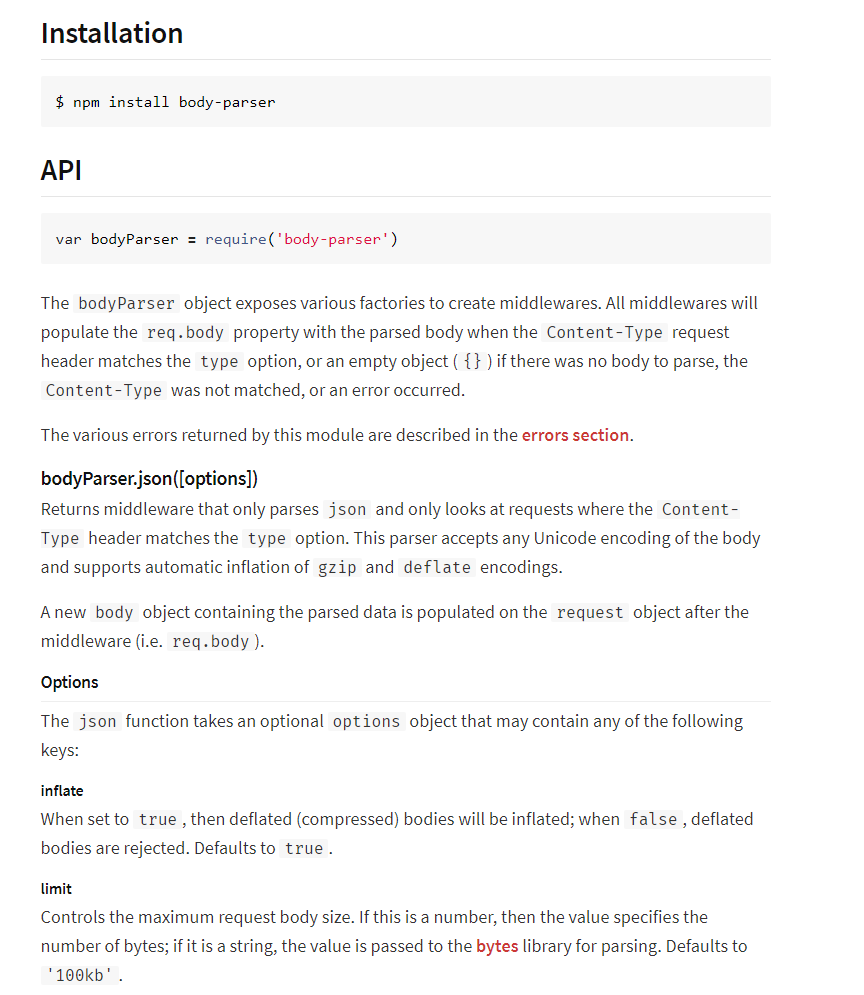 Installation
$ npm install body-parser
API
var bodyParser = require('body-parser')
The bodyParser object exposes various factories to create middlewares. All middlewares will
populate the req.body property with the parsed body when the Content-Type request
header matches the type option, or an empty object ( {} ) if there was no body to parse, the
Content-Type was not matched, or an error occurred.
The various errors returned by this module are described in the errors section.
bodyParser.json([options])
Returns middleware that only parses json and only looks at requests where the Content-
Type header matches the type option. This parser accepts any Unicode encoding of the body
and supports automatic inflation of gzip and deflate encodings.
A new body object containing the parsed data is populated on the request object after the
middleware (i.e. req.body ).
Options
The json function takes an optional options object that may contain any of the following
keys:
inflate
When set to true , then deflated (compressed) bodies will be inflated; when false , deflated
bodies are rejected. Defaults to true .
limit
Controls the maximum request body size. If this is a number, then the value specifies the
number of bytes; if it is a string, the value is passed to the bytes library for parsing. Defaults to
'100kb' .